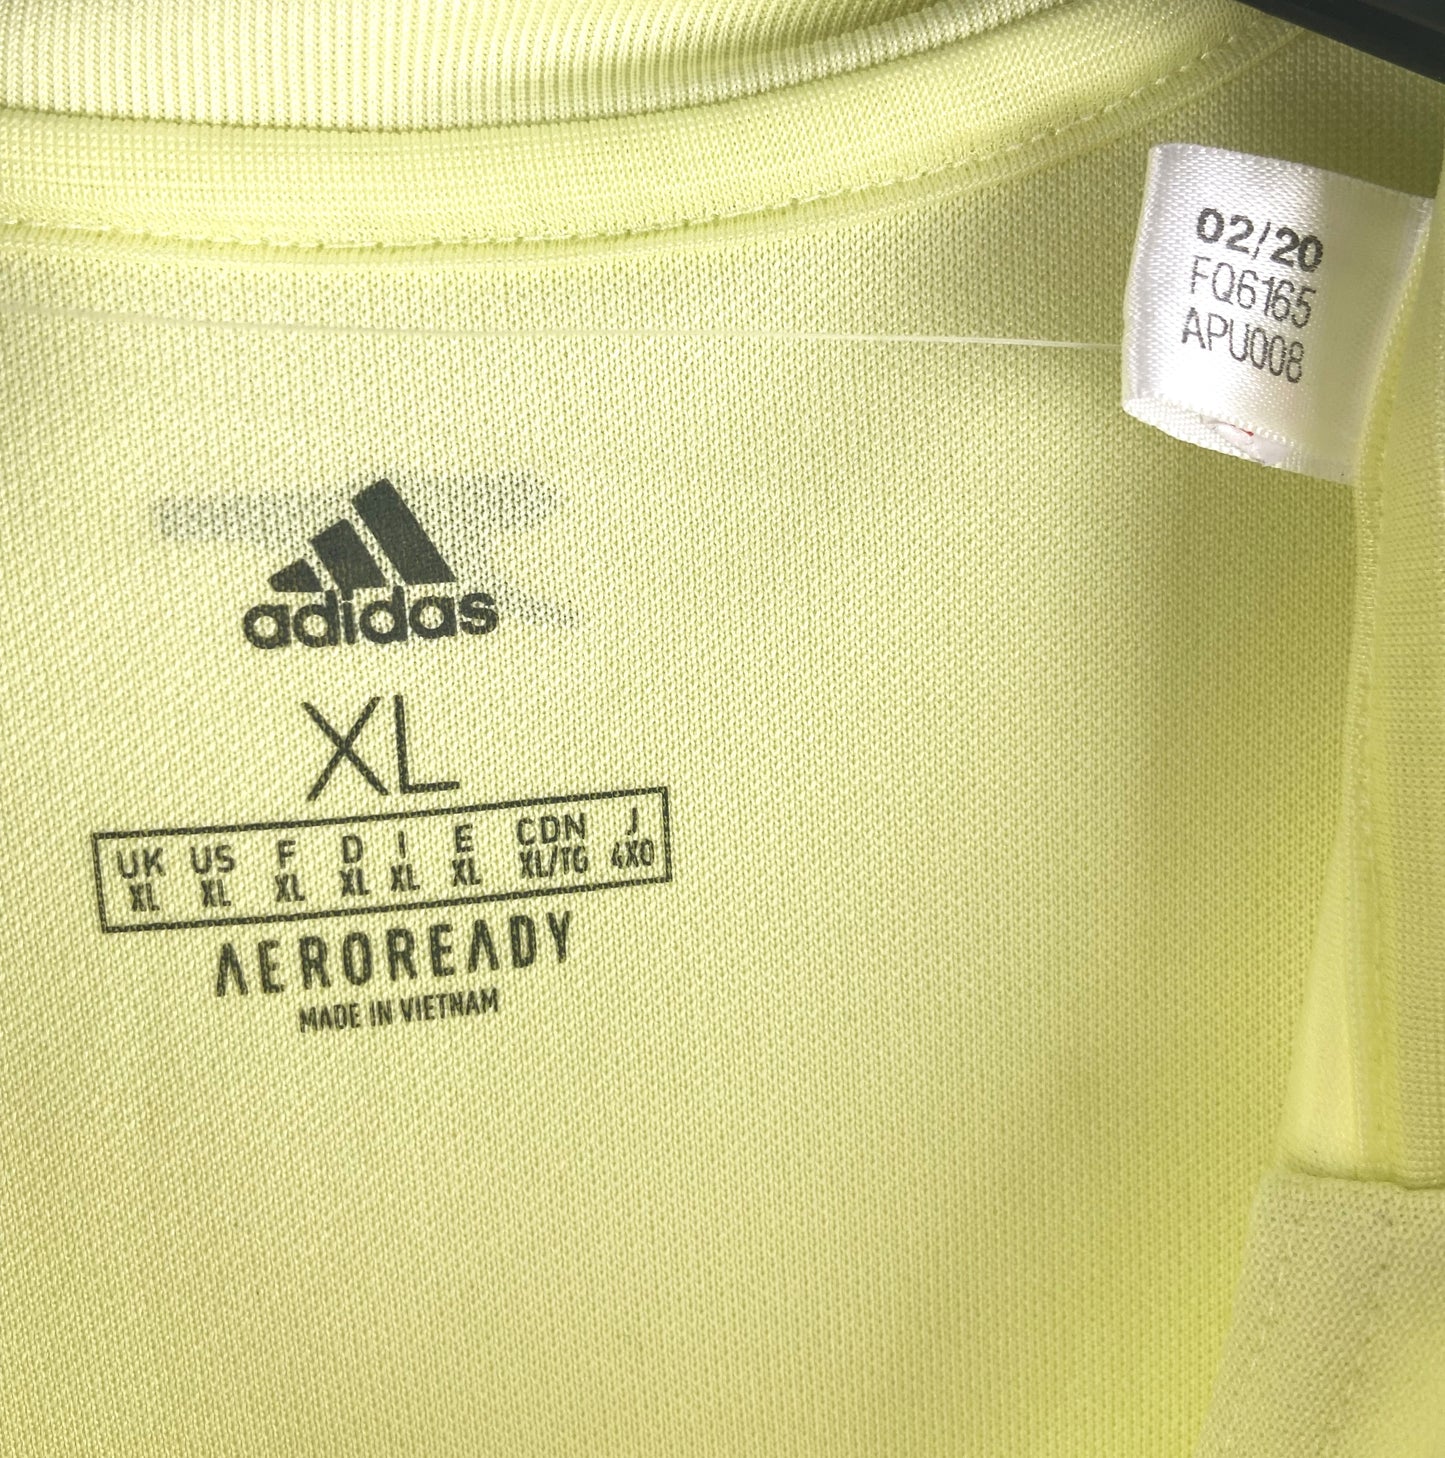 02/20
FQ6165
APU008
adidas
XL
UK US F D I E CDN J
XL XL XL XL XL XL XL/TG 4XO
AEROREADY
MADE IN VIETNAM